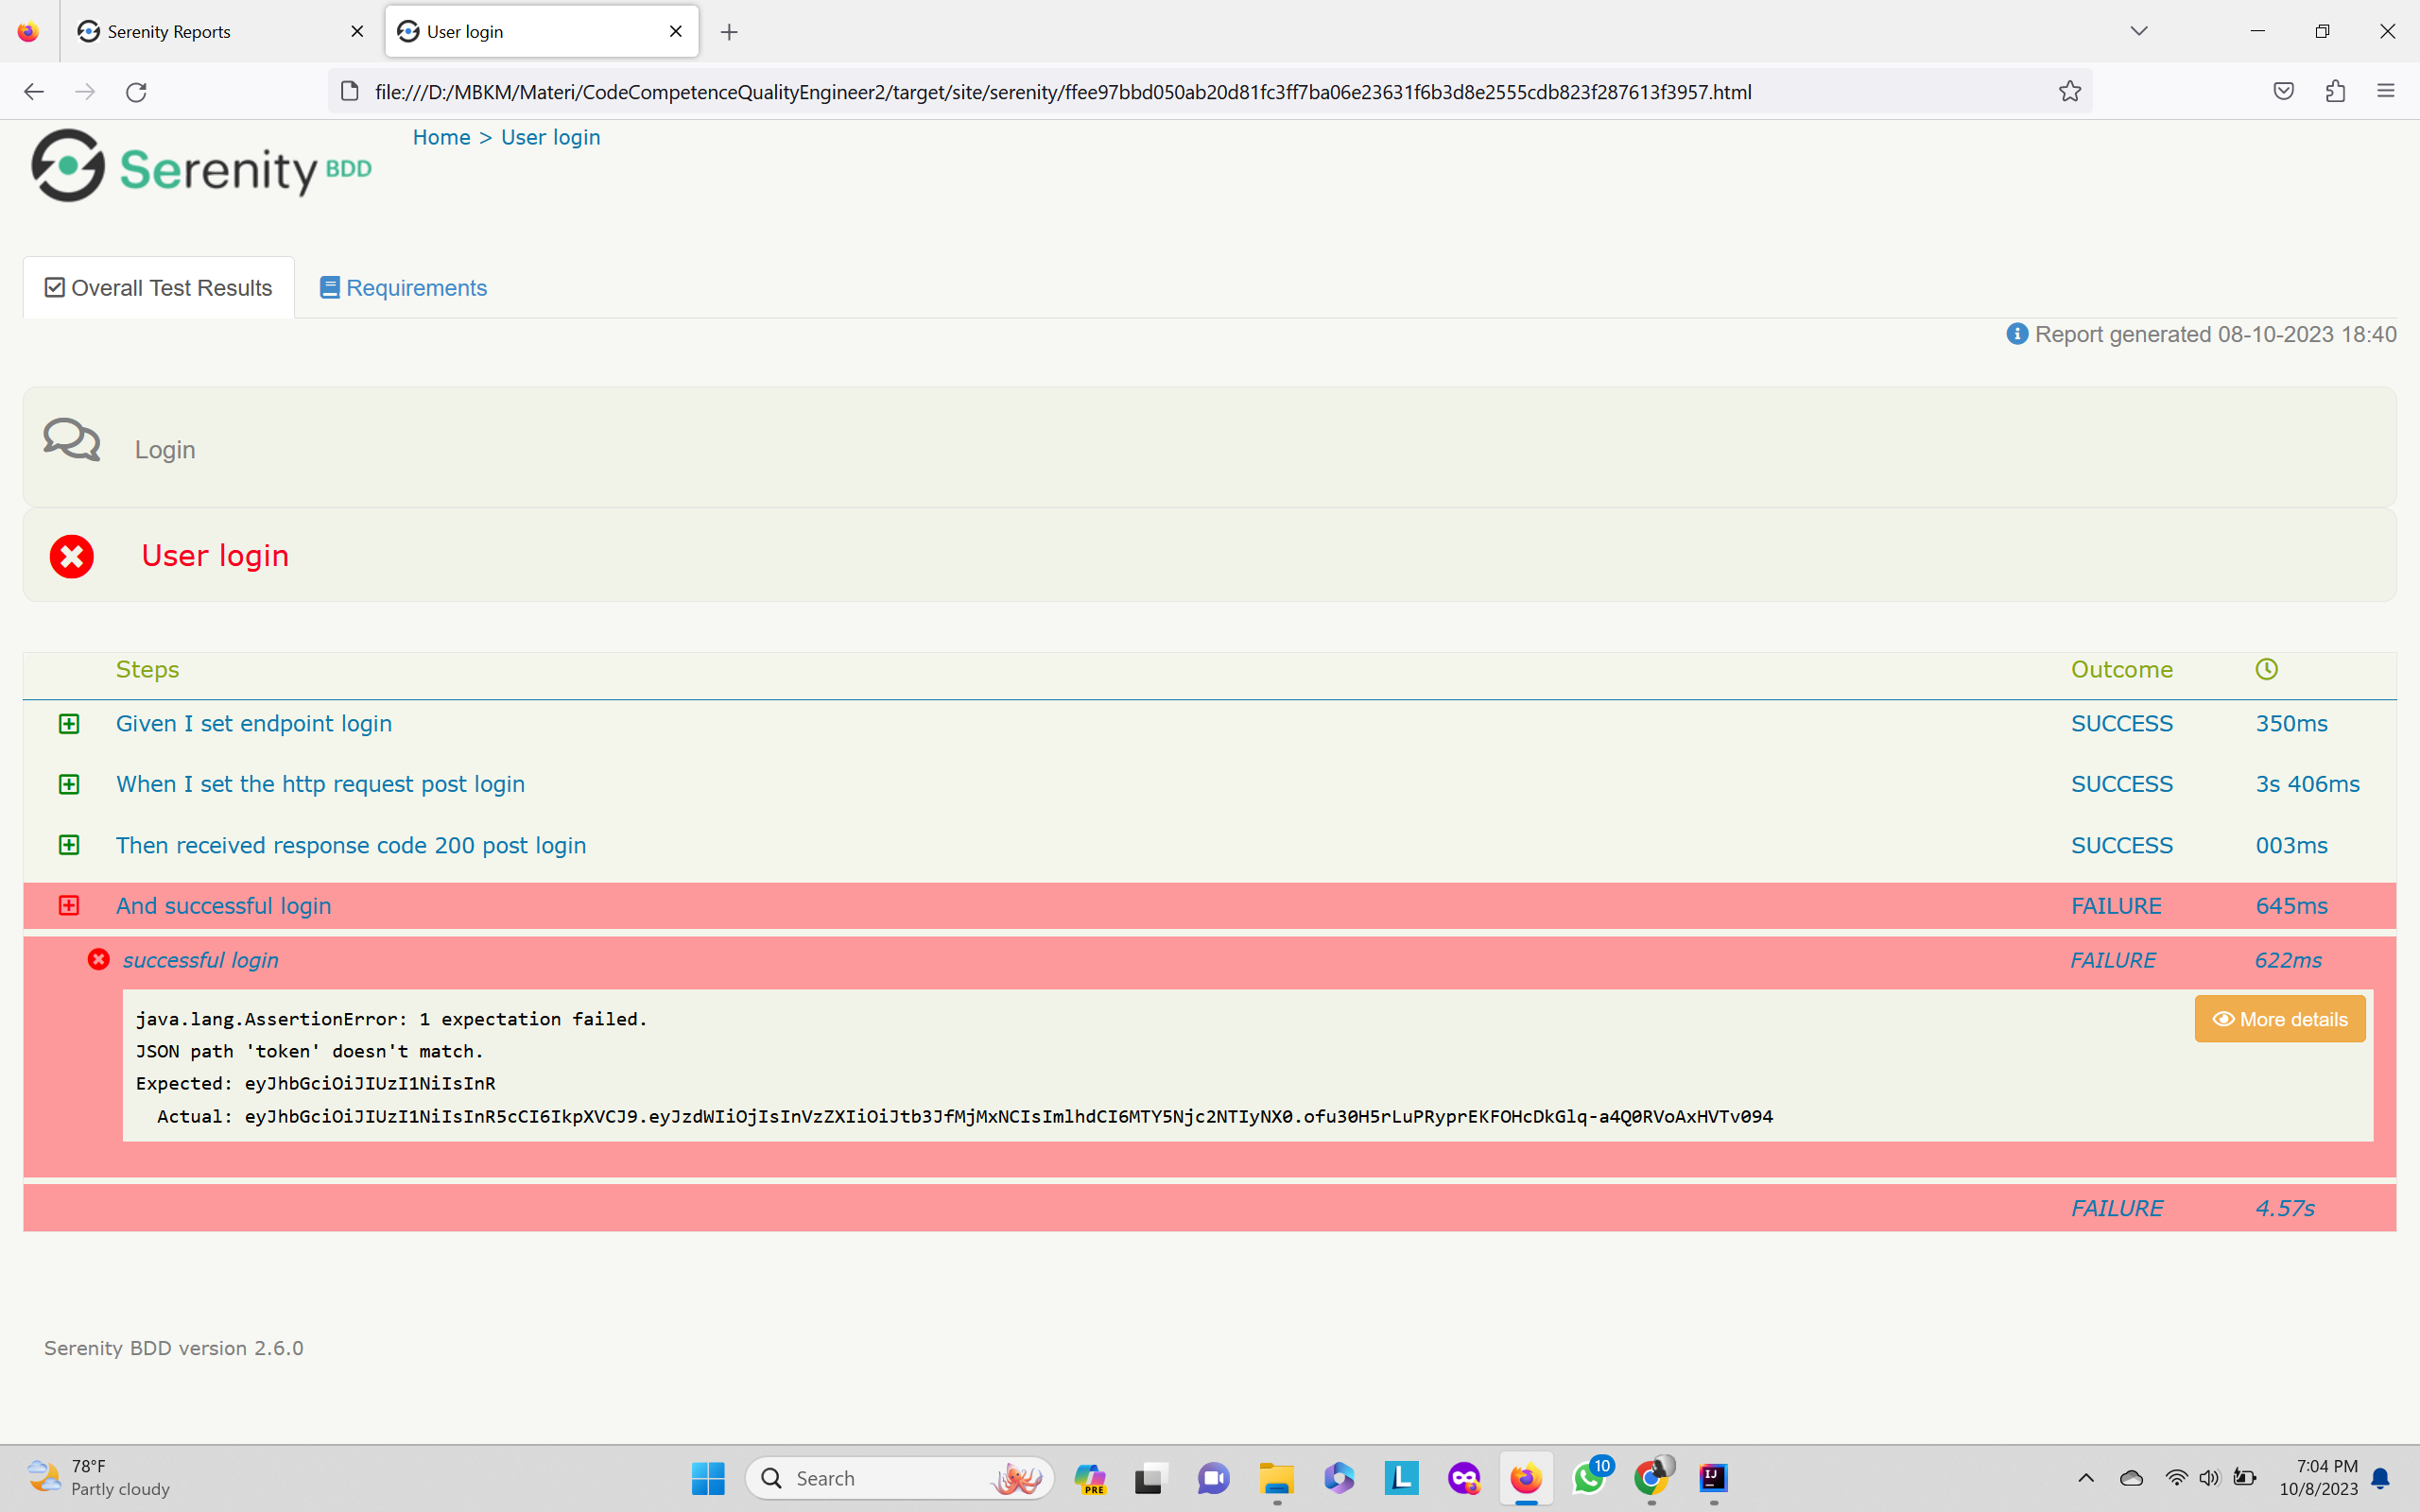 Serenity Reports
User login
file:///D:/MBKM/Materi/CodeCompetenceQualityEngineer2/target/site/serenity/ffee97bbd050ab20d81fc3ff7ba06e23631f6b3d8e2555cdb823f287613f3957.html
Serenity BDD
Home > User login
Overall Test Results
Requirements
Report generated 08-10-2023 18:40
Login
User login
Steps Outcome
Given I set endpoint login SUCCESS 350ms
When I set the http request post login SUCCESS 3s 406ms
Then received response code 200 post login SUCCESS 003ms
And successful login FAILURE 645ms
successful login FAILURE 622ms
java.lang.AssertionError: 1 expectation failed.
More details
JSON path 'token' doesn't match.
Expected: eyJhbGciOiJIUzI1NiIsInR
Actual: eyJhbGciOiJIUzI1NiIsInR5cCI6IkpXVCJ9.eyJzdWIiOjIsInVzZXIiOiJtb3JfMjMxNCIsImlhdCI6MTY5Njc2NTIyNX0.ofu30H5rLuPRyprEKFOHcDkGlq-a4Q0RVoAxHVTv094
FAILURE 4.57s
Serenity BDD version 2.6.0
78°F
Partly cloudy
Search
PRE
L
10
IJ
7:04 PM
10/8/2023